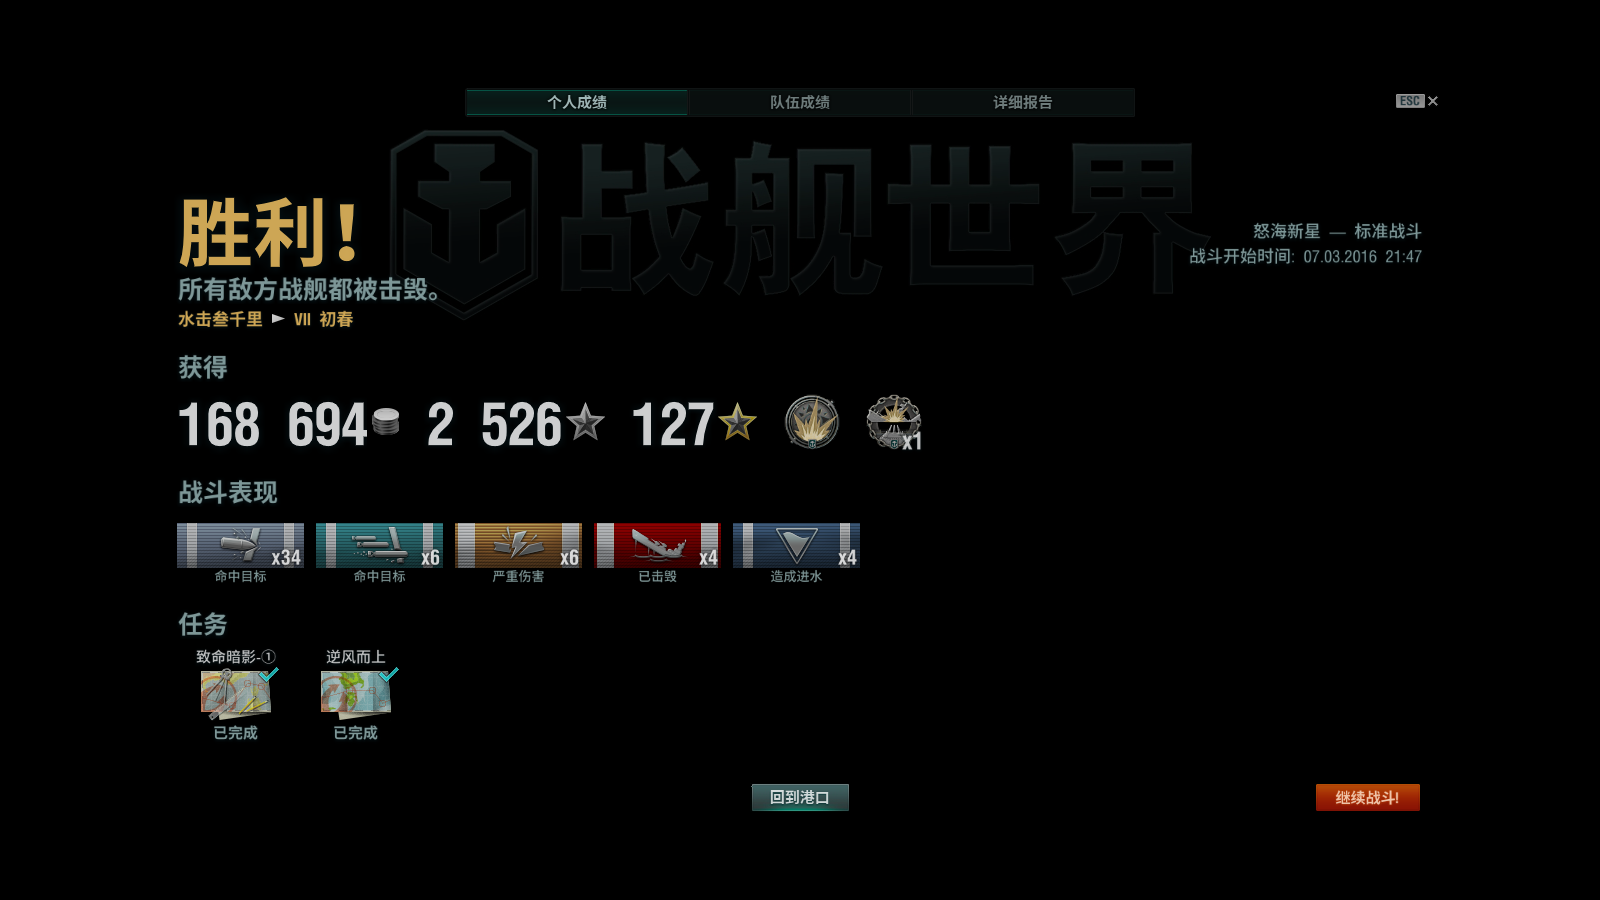 个人成绩 队伍成绩 详细报告 ESC ×
战舰世界
胜利!
怒海新星 — 标准战斗
战斗开始时间: 07.03.2016 21:47
所有敌方战舰都被击毁。
水击叁千里 ► VII 初春
获得
168 694 2 526 127 x1
战斗表现
x34 x6 x6 x4 x4
命中目标 命中目标 严重伤害 已击毁 造成进水
任务
致命暗影-① 逆风而上
已完成 已完成
回到港口 继续战斗!